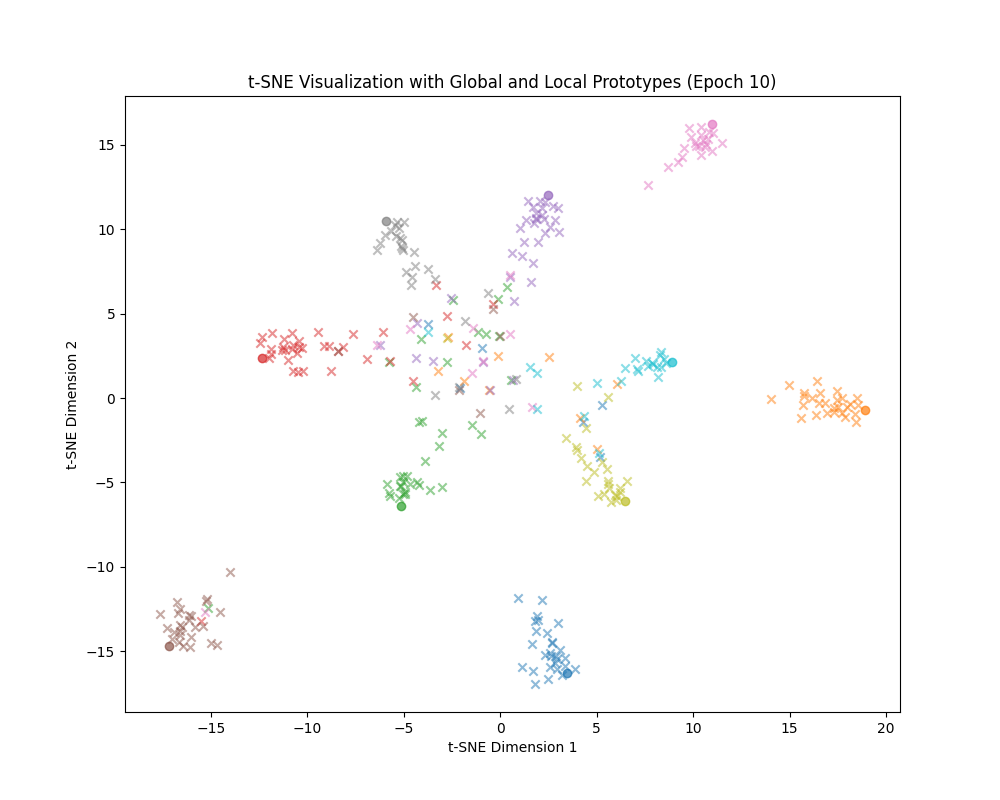 t-SNE Visualization with Global and Local Prototypes (Epoch 10)
15
10
5
0
−5
−10
−15
t-SNE Dimension 2
−15 −10 −5 0 5 10 15 20
t-SNE Dimension 1